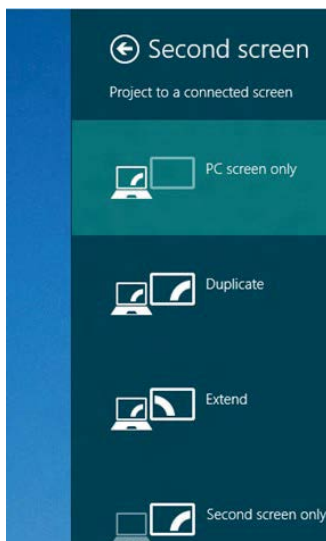 Second screen
Project to a connected screen
PC screen only
Duplicate
Extend
Second screen only